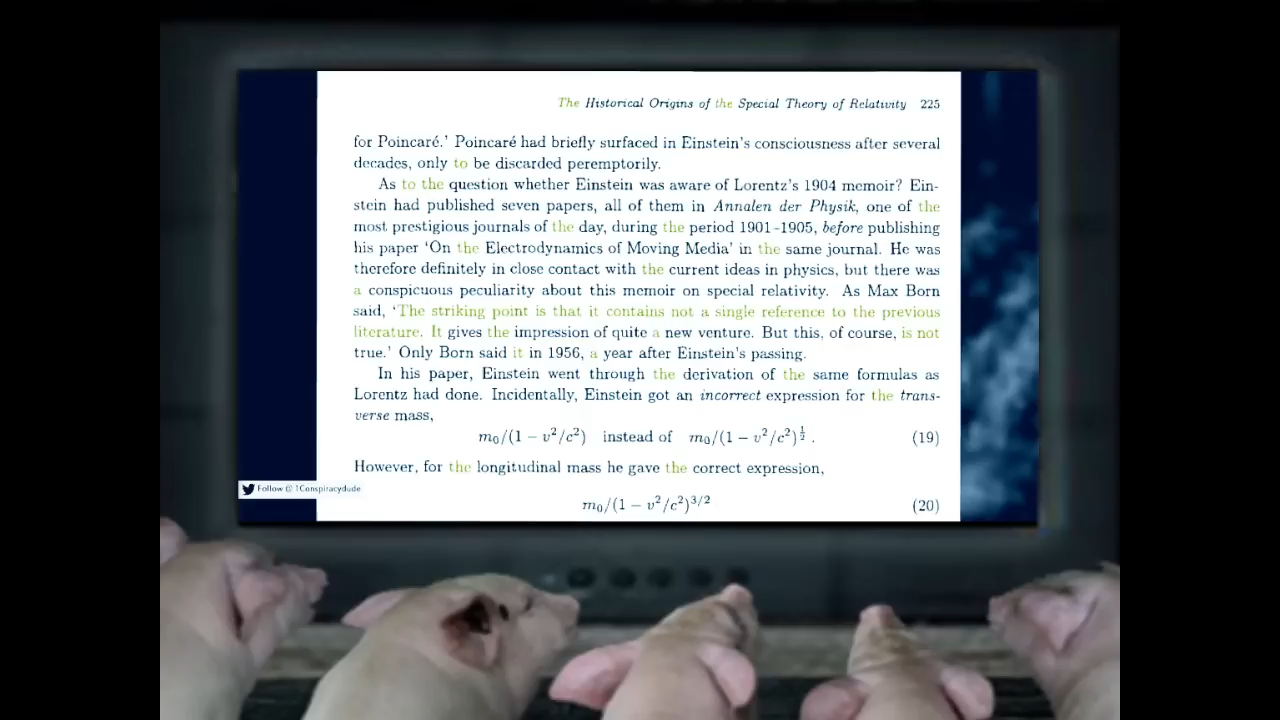 The Historical Origins of the Special Theory of Relativity 225
for Poincaré.' Poincaré had briefly surfaced in Einstein's consciousness after several
decades, only to be discarded peremptorily.
As to the question whether Einstein was aware of Lorentz's 1904 memoir? Ein-
stein had published seven papers, all of them in Annalen der Physik, one of the
most prestigious journals of the day, during the period 1901–1905, before publishing
his paper 'On the Electrodynamics of Moving Media' in the same journal. He was
therefore definitely in close contact with the current ideas in physics, but there was
a conspicuous peculiarity about this memoir on special relativity. As Max Born
said, 'The striking point is that it contains not a single reference to the previous
literature. It gives the impression of quite a new venture. But this, of course, is not
true.' Only Born said it in 1956, a year after Einstein's passing.
In his paper, Einstein went through the derivation of the same formulas as
Lorentz had done. Incidentally, Einstein got an incorrect expression for the trans-
verse mass,
m₀/(1 − v²/c²) instead of m₀/(1 − v²/c²)^½ . (19)
However, for the longitudinal mass he gave the correct expression,
Follow @ 1Conspiracydude
m₀/(1 − v²/c²)^3/2 (20)